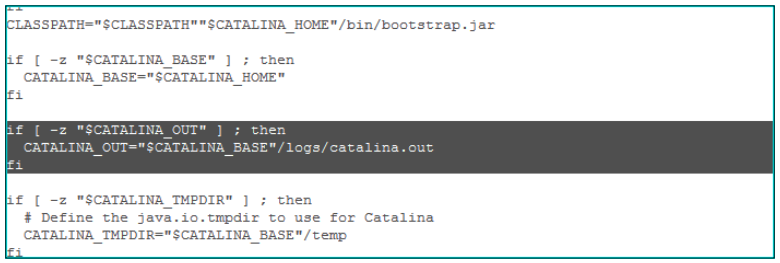 fi
CLASSPATH="$CLASSPATH""$CATALINA_HOME"/bin/bootstrap.jar
if [ -z "$CATALINA_BASE" ] ; then
CATALINA_BASE="$CATALINA_HOME"
fi
if [ -z "$CATALINA_OUT" ] ; then
CATALINA_OUT="$CATALINA_BASE"/logs/catalina.out
fi
if [ -z "$CATALINA_TMPDIR" ] ; then
# Define the java.io.tmpdir to use for Catalina
CATALINA_TMPDIR="$CATALINA_BASE"/temp
fi